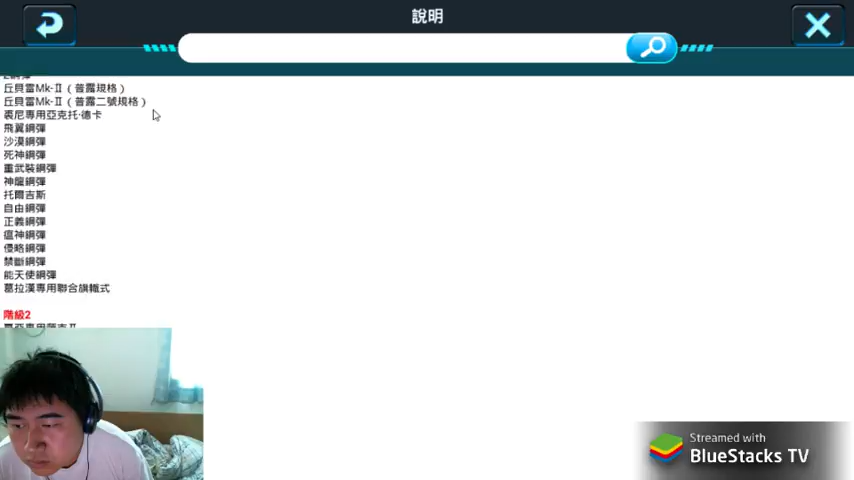 說明
Z鋼彈
丘貝雷Mk-Ⅱ（普露規格）
丘貝雷Mk-Ⅱ（普露二號規格）
裘尼專用亞克托·德卡
飛翼鋼彈
沙漠鋼彈
死神鋼彈
重武裝鋼彈
神龍鋼彈
托爾吉斯
自由鋼彈
正義鋼彈
瘟神鋼彈
侵略鋼彈
禁斷鋼彈
能天使鋼彈
葛拉漢專用聯合旗幟式
階級2
Streamed with
BlueStacks TV